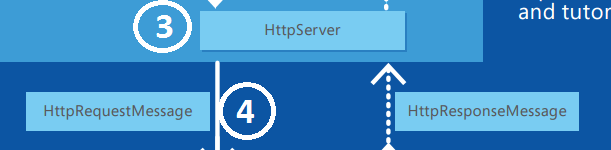 and tutor
3
HttpServer
HttpRequestMessage
4
HttpResponseMessage